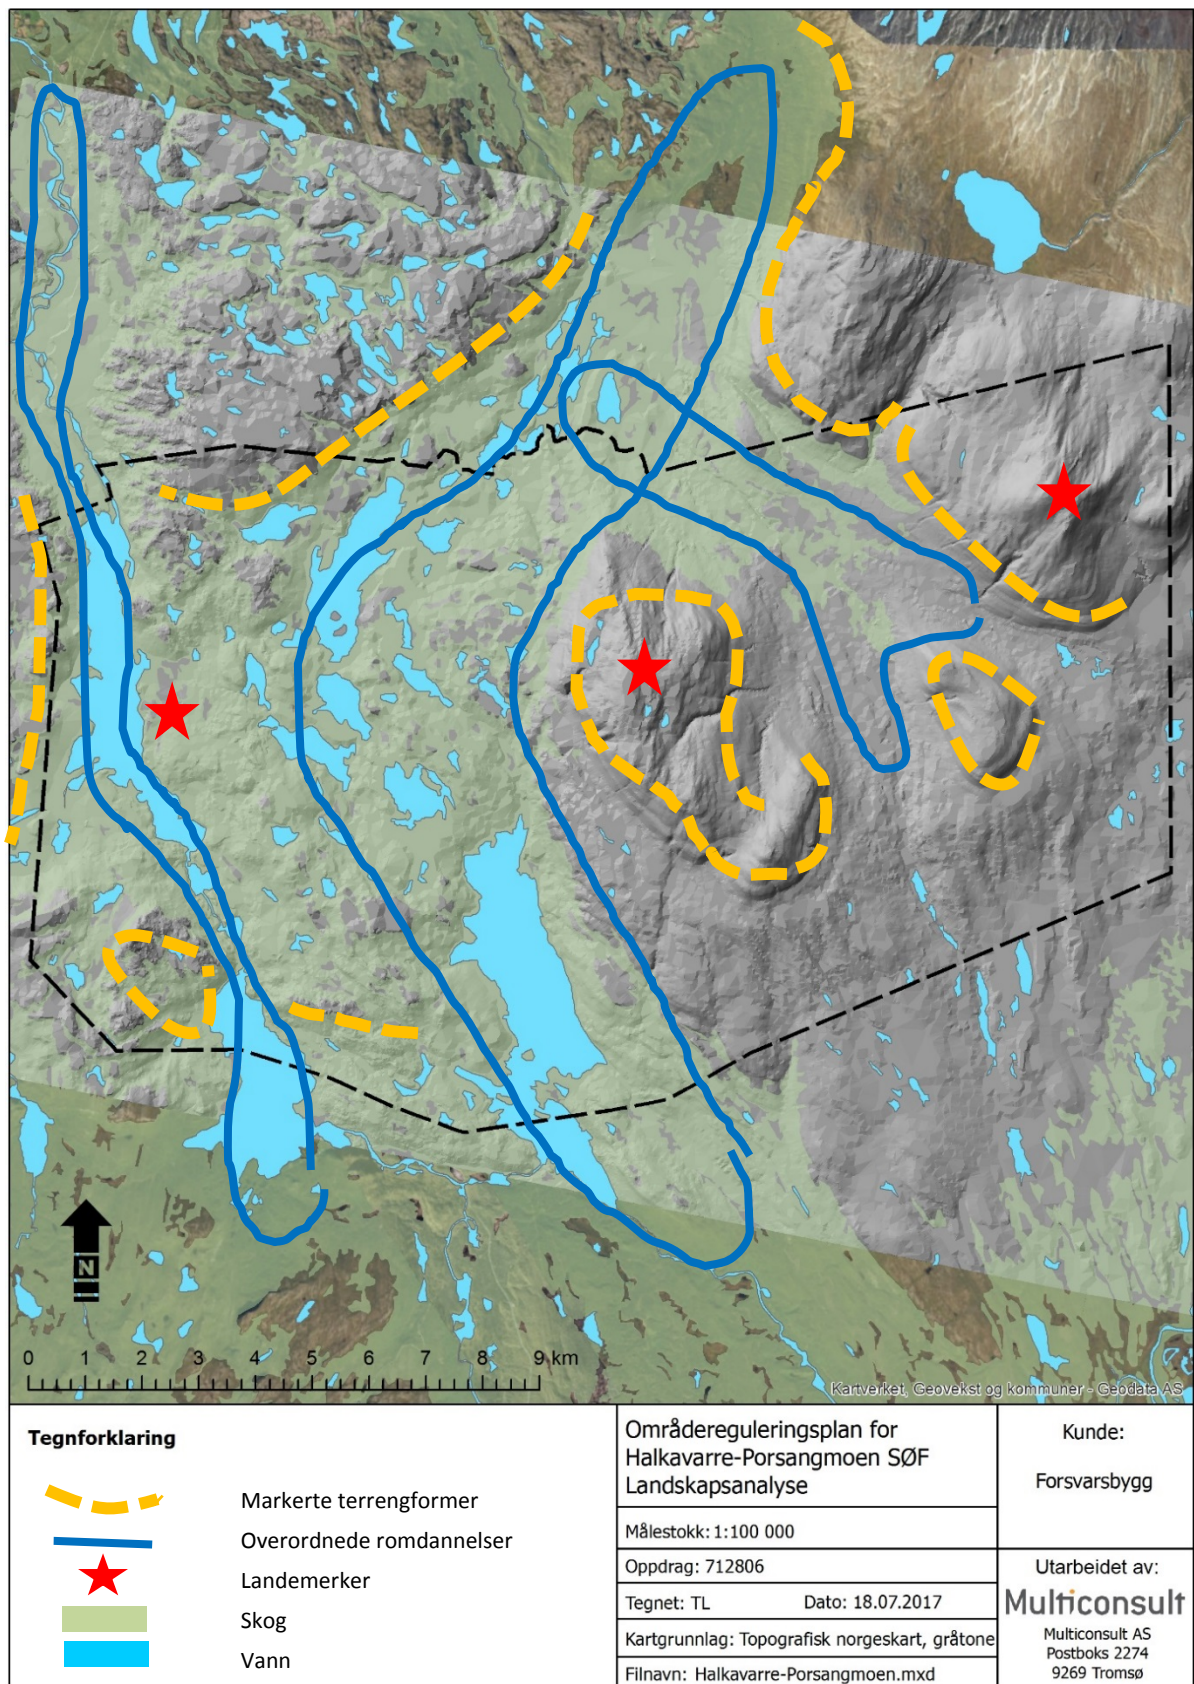 N
0 1 2 3 4 5 6 7 8 9 km
Kartverket, Geovekst og kommuner - Geodata AS
Tegnforklaring
Markerte terrengformer
Overordnede romdannelser
Landemerker
Skog
Vann
Områdereguleringsplan for
Halkavarre-Porsangmoen SØF
Landskapsanalyse
Målestokk: 1:100 000
Oppdrag: 712806
Tegnet: TL Dato: 18.07.2017
Kartgrunnlag: Topografisk norgeskart, gråtone
Filnavn: Halkavarre-Porsangmoen.mxd
Kunde:
Forsvarsbygg
Utarbeidet av:
Multiconsult
Multiconsult AS
Postboks 2274
9269 Tromsø